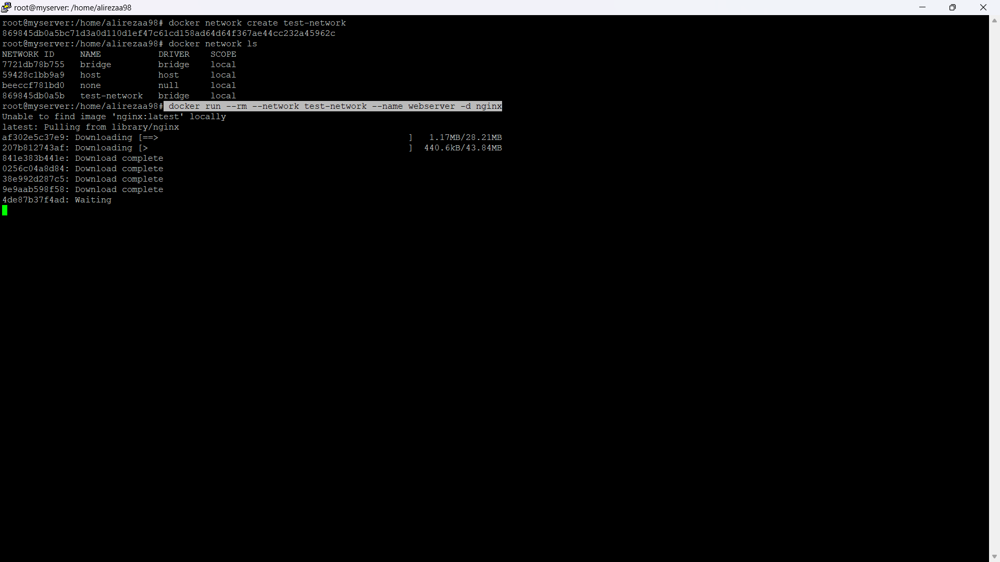 root@myserver: /home/alirezaa98
root@myserver:/home/alirezaa98# docker network create test-network
869845db0a5bc71d3a0d110d1ef47c61cd158ad64d64f367ae44cc232a45962c
root@myserver:/home/alirezaa98# docker network ls
NETWORK ID     NAME           DRIVER    SCOPE
7721db78b755   bridge         bridge    local
59428c1bb9a9   host           host      local
beeccf781bd0   none           null      local
869845db0a5b   test-network   bridge    local
root@myserver:/home/alirezaa98# docker run --rm --network test-network --name webserver -d nginx
Unable to find image 'nginx:latest' locally
latest: Pulling from library/nginx
af302e5c37e9: Downloading [==>                                                ]   1.17MB/28.21MB
207b812743af: Downloading [>                                                  ]  440.6kB/43.84MB
841e383b441e: Download complete
0256c04a8d84: Download complete
38e992d287c5: Download complete
9e9aab598f58: Download complete
4de87b37f4ad: Waiting